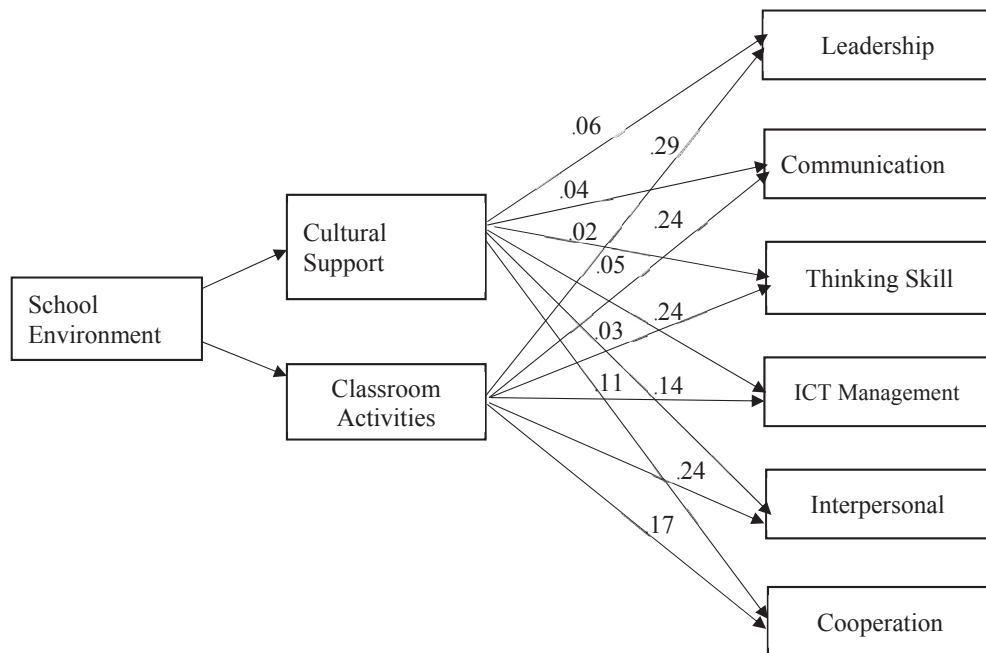 Leadership
.06
.29
Communication
.04
.24
Cultural
Support
.02
.05
Thinking Skill
School
Environment
.24
.03
Classroom
Activities
.11
.14
ICT Management
.24
Interpersonal
.17
Cooperation